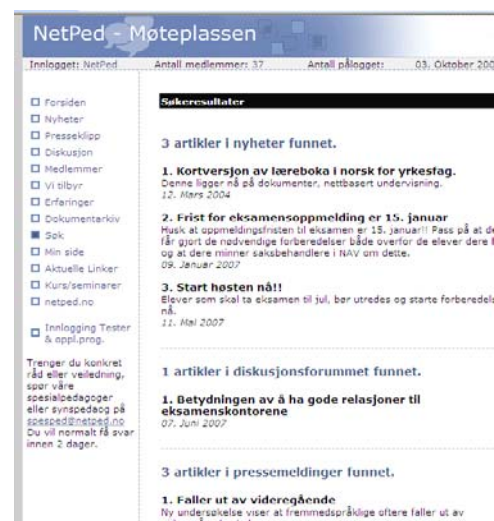 NetPed - Møteplassen
Innlogget: NetPed Antall medlemmer: 37 Antall pålogget: 03. Oktober 200
Forsiden
Nyheter
Presseklipp
Diskusjon
Medlemmer
Vi tilbyr
Erfaringer
Dokumentarkiv
Søk
Min side
Aktuelle Linker
Kurs/seminarer
netped.no
Innlogging Tester
& oppl.prog.
Trenger du konkret
råd eller veiledning,
spør våre
spesialpedagoger
eller synspedaog på
spesped@netped.no
Du vil normalt få svar
innen 2 dager.
Søkeresultater
3 artikler i nyheter funnet.
1. Kortversjon av læreboka i norsk for yrkesfag.
Denne ligger nå på dokumenter, nettbasert undervisning.
12. Mars 2004
2. Frist for eksamensoppmelding er 15. januar
Husk at oppmeldingsfristen til eksamen er 15. januar!! Pass på at de
får gjort de nødvendige forberedelser både overfor de elever dere
og at dere minner saksbehandlere i NAV om dette.
09. Januar 2007
3. Start høsten nå!!
Elever som skal ta eksamen til jul, bør utredes og starte forberedels
nå.
11. Mai 2007
1 artikler i diskusjonsforummet funnet.
1. Betydningen av å ha gode relasjoner til
eksamenskontorene
07. Juni 2007
3 artikler i pressemeldinger funnet.
1. Faller ut av videregående
Ny undersøkelse viser at fremmedspråklige oftere faller ut av